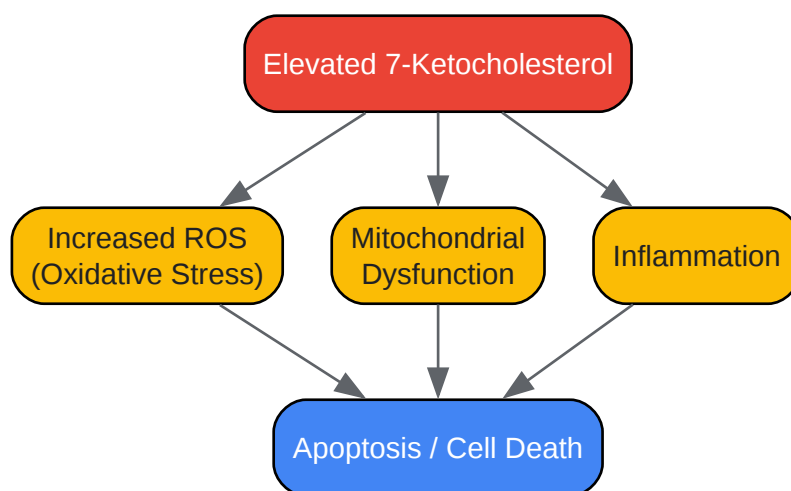 Elevated 7-Ketocholesterol
Increased ROS
(Oxidative Stress)
Mitochondrial
Dysfunction
Inflammation
Apoptosis / Cell Death